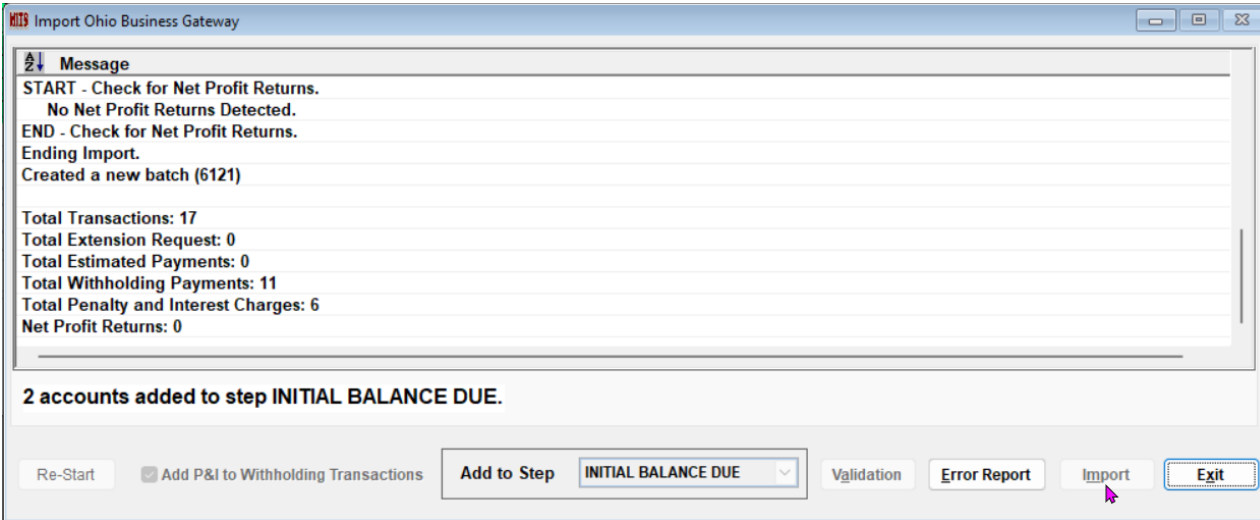 MITS Import Ohio Business Gateway
A Z Message
START - Check for Net Profit Returns.
No Net Profit Returns Detected.
END - Check for Net Profit Returns.
Ending Import.
Created a new batch (6121)
Total Transactions: 17
Total Extension Request: 0
Total Estimated Payments: 0
Total Withholding Payments: 11
Total Penalty and Interest Charges: 6
Net Profit Returns: 0
2 accounts added to step INITIAL BALANCE DUE.
Re-Start Add P&I to Withholding Transactions Add to Step INITIAL BALANCE DUE Validation Error Report Import Exit